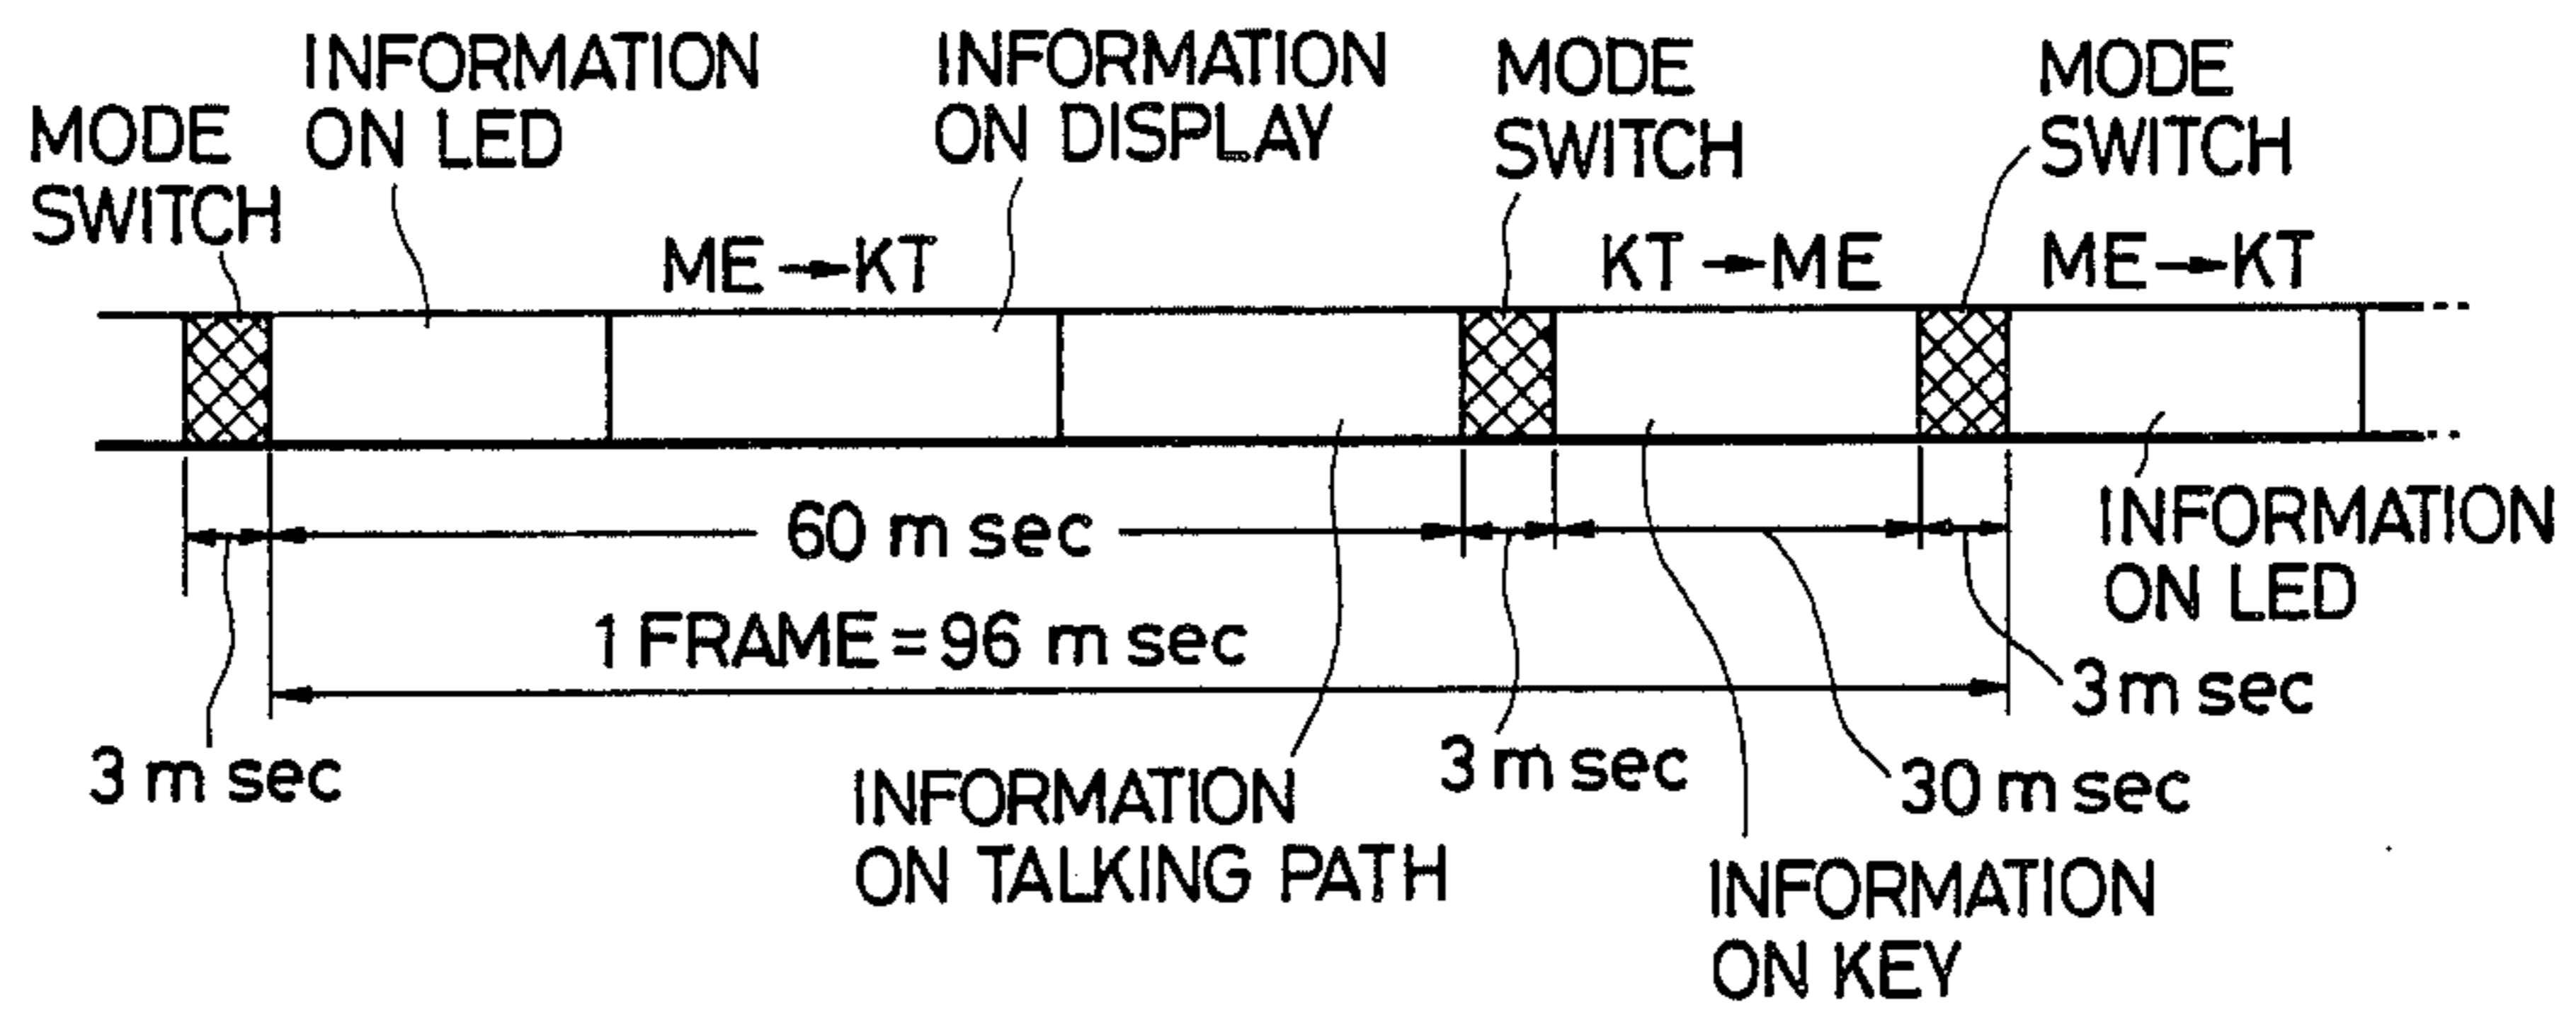 MODE
SWITCH
INFORMATION
ON LED
INFORMATION
ON DISPLAY
MODE
SWITCH
MODE
SWITCH
ME→KT
KT→ME
ME→KT
60 m sec
1 FRAME = 96 m sec
3 m sec
INFORMATION
ON TALKING PATH
3 m sec
INFORMATION
ON KEY
30 m sec
3 m sec
INFORMATION
ON LED